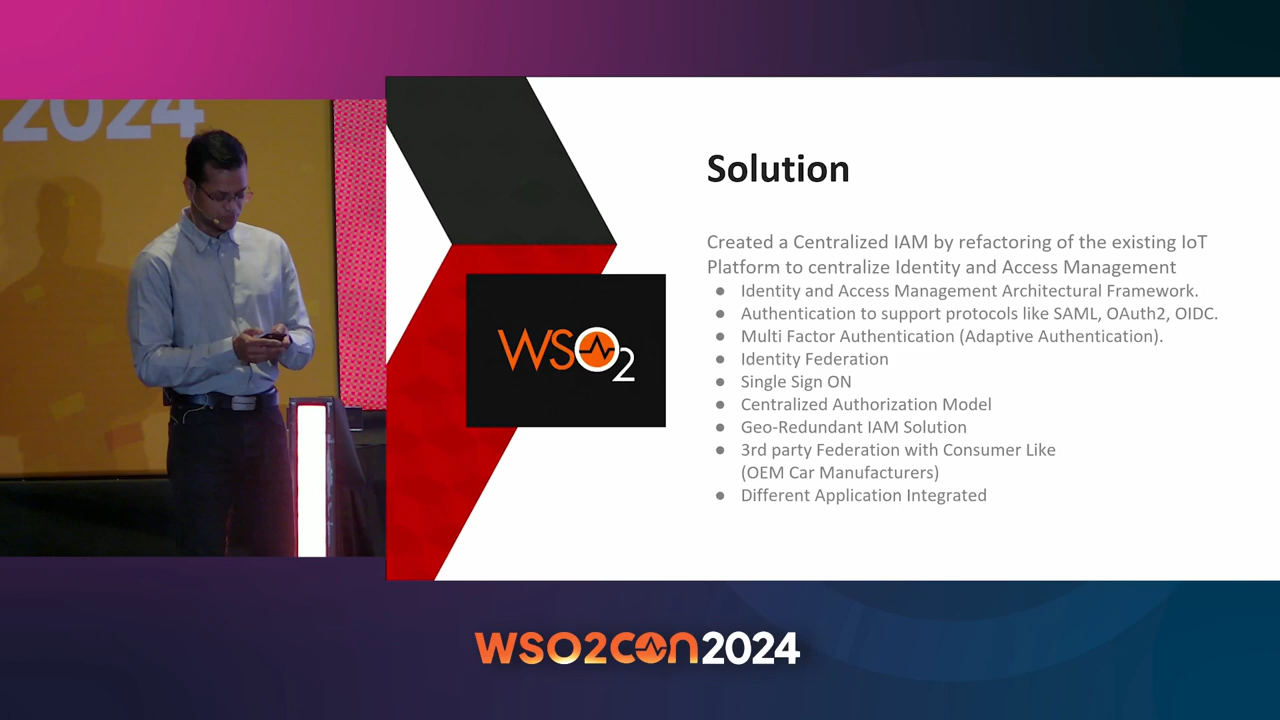 2024
Solution
Created a Centralized IAM by refactoring of the existing IoT
Platform to centralize Identity and Access Management
● Identity and Access Management Architectural Framework.
● Authentication to support protocols like SAML, OAuth2, OIDC.
● Multi Factor Authentication (Adaptive Authentication).
● Identity Federation
● Single Sign ON
● Centralized Authorization Model
● Geo-Redundant IAM Solution
● 3rd party Federation with Consumer Like
(OEM Car Manufacturers)
● Different Application Integrated
WSO2
WSO2CON2024